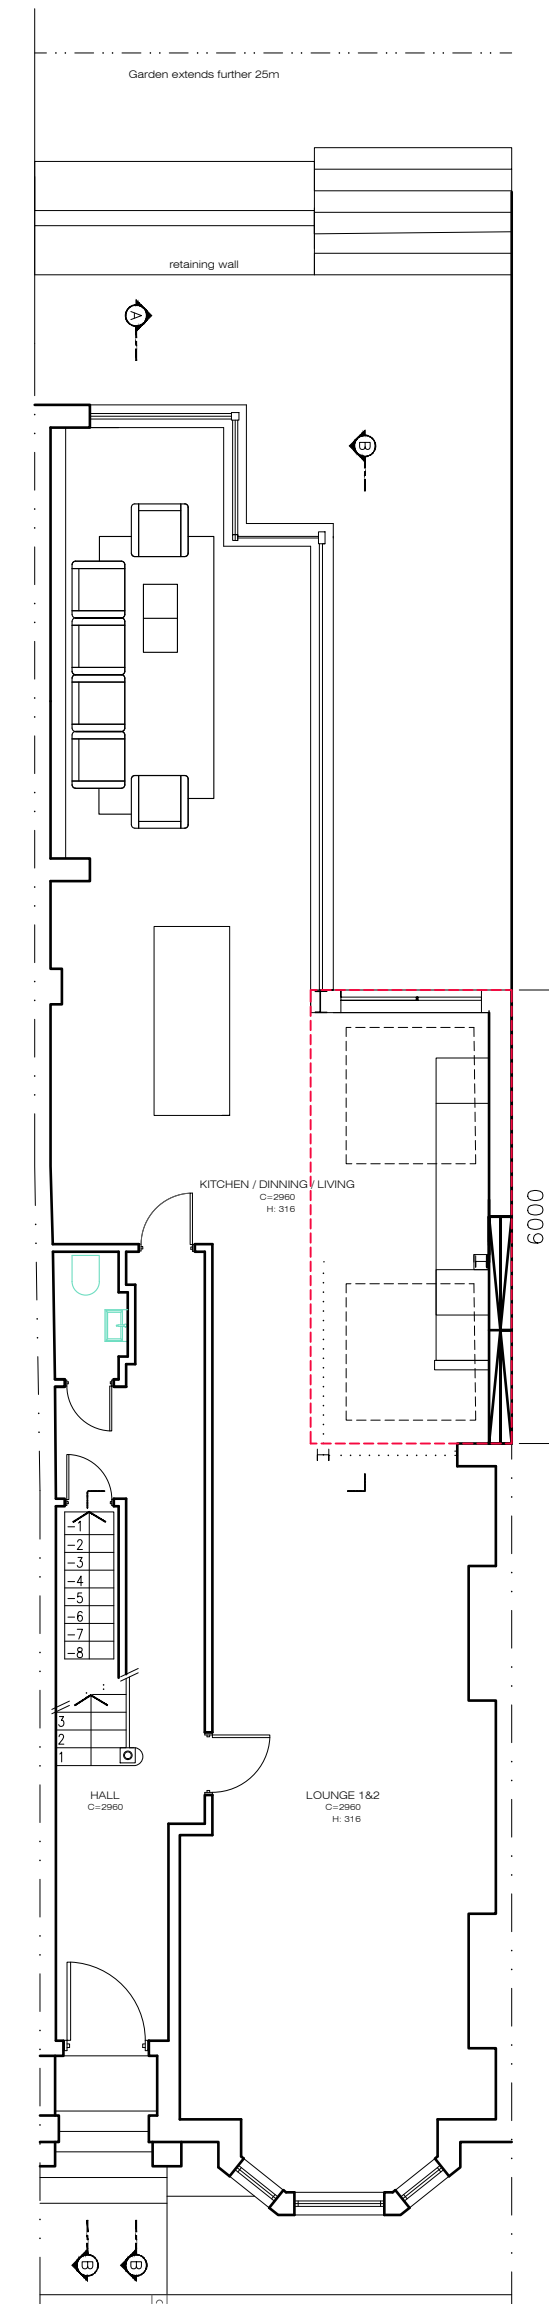 Garden extends further 25m
retaining wall
A
B
KITCHEN / DINNING / LIVING
C=2960
H: 316
6000
-1
-2
-3
-4
-5
-6
-7
-8
3
2
1
HALL
C=2960
LOUNGE 1&2
C=2960
H: 316
B
B